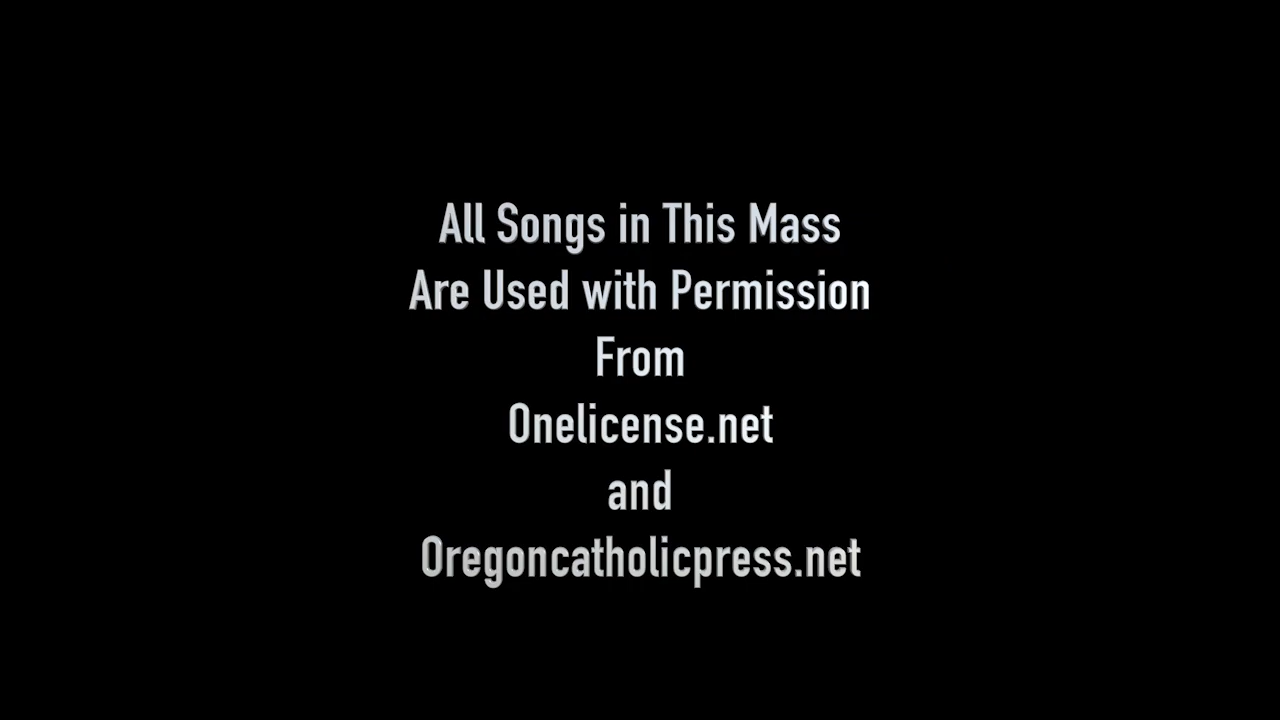 All Songs in This Mass
Are Used with Permission
From
Onelicense.net
and
Oregoncatholicpress.net